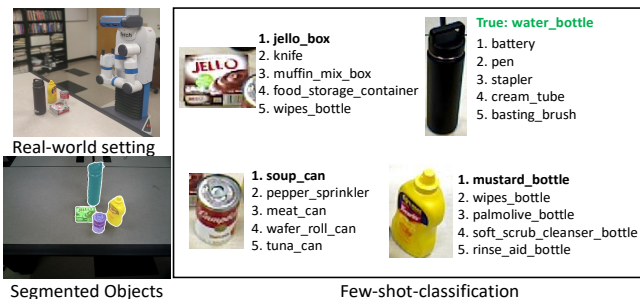 Real-world setting
Segmented Objects
JELLO
1. jello_box
2. knife
3. muffin_mix_box
4. food_storage_container
5. wipes_bottle
True: water_bottle
1. battery
2. pen
3. stapler
4. cream_tube
5. basting_brush
1. soup_can
2. pepper_sprinkler
3. meat_can
4. wafer_roll_can
5. tuna_can
1. mustard_bottle
2. wipes_bottle
3. palmolive_bottle
4. soft_scrub_cleanser_bottle
5. rinse_aid_bottle
Few-shot-classification